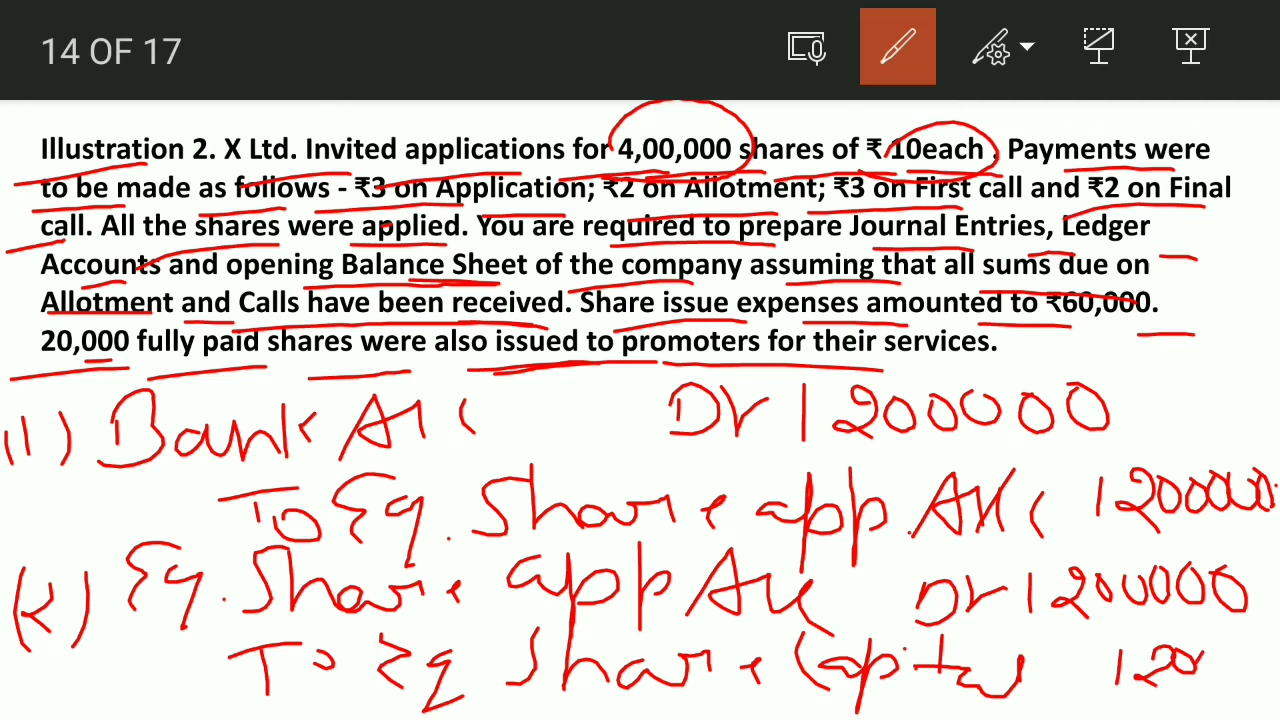 14 OF 17
Illustration 2. X Ltd. Invited applications for 4,00,000 shares of ₹ 10each . Payments were
to be made as follows - ₹3 on Application; ₹2 on Allotment; ₹3 on First call and ₹2 on Final
call. All the shares were applied. You are required to prepare Journal Entries, Ledger
Accounts and opening Balance Sheet of the company assuming that all sums due on
Allotment and Calls have been received. Share issue expenses amounted to ₹60,000.
20,000 fully paid shares were also issued to promoters for their services.
(1) Bank A/c Dr 1200000
To Eq. Share app. A/c 1200000
Eq. Share app A/c Dr 1200000
To Eq Share Capital 120